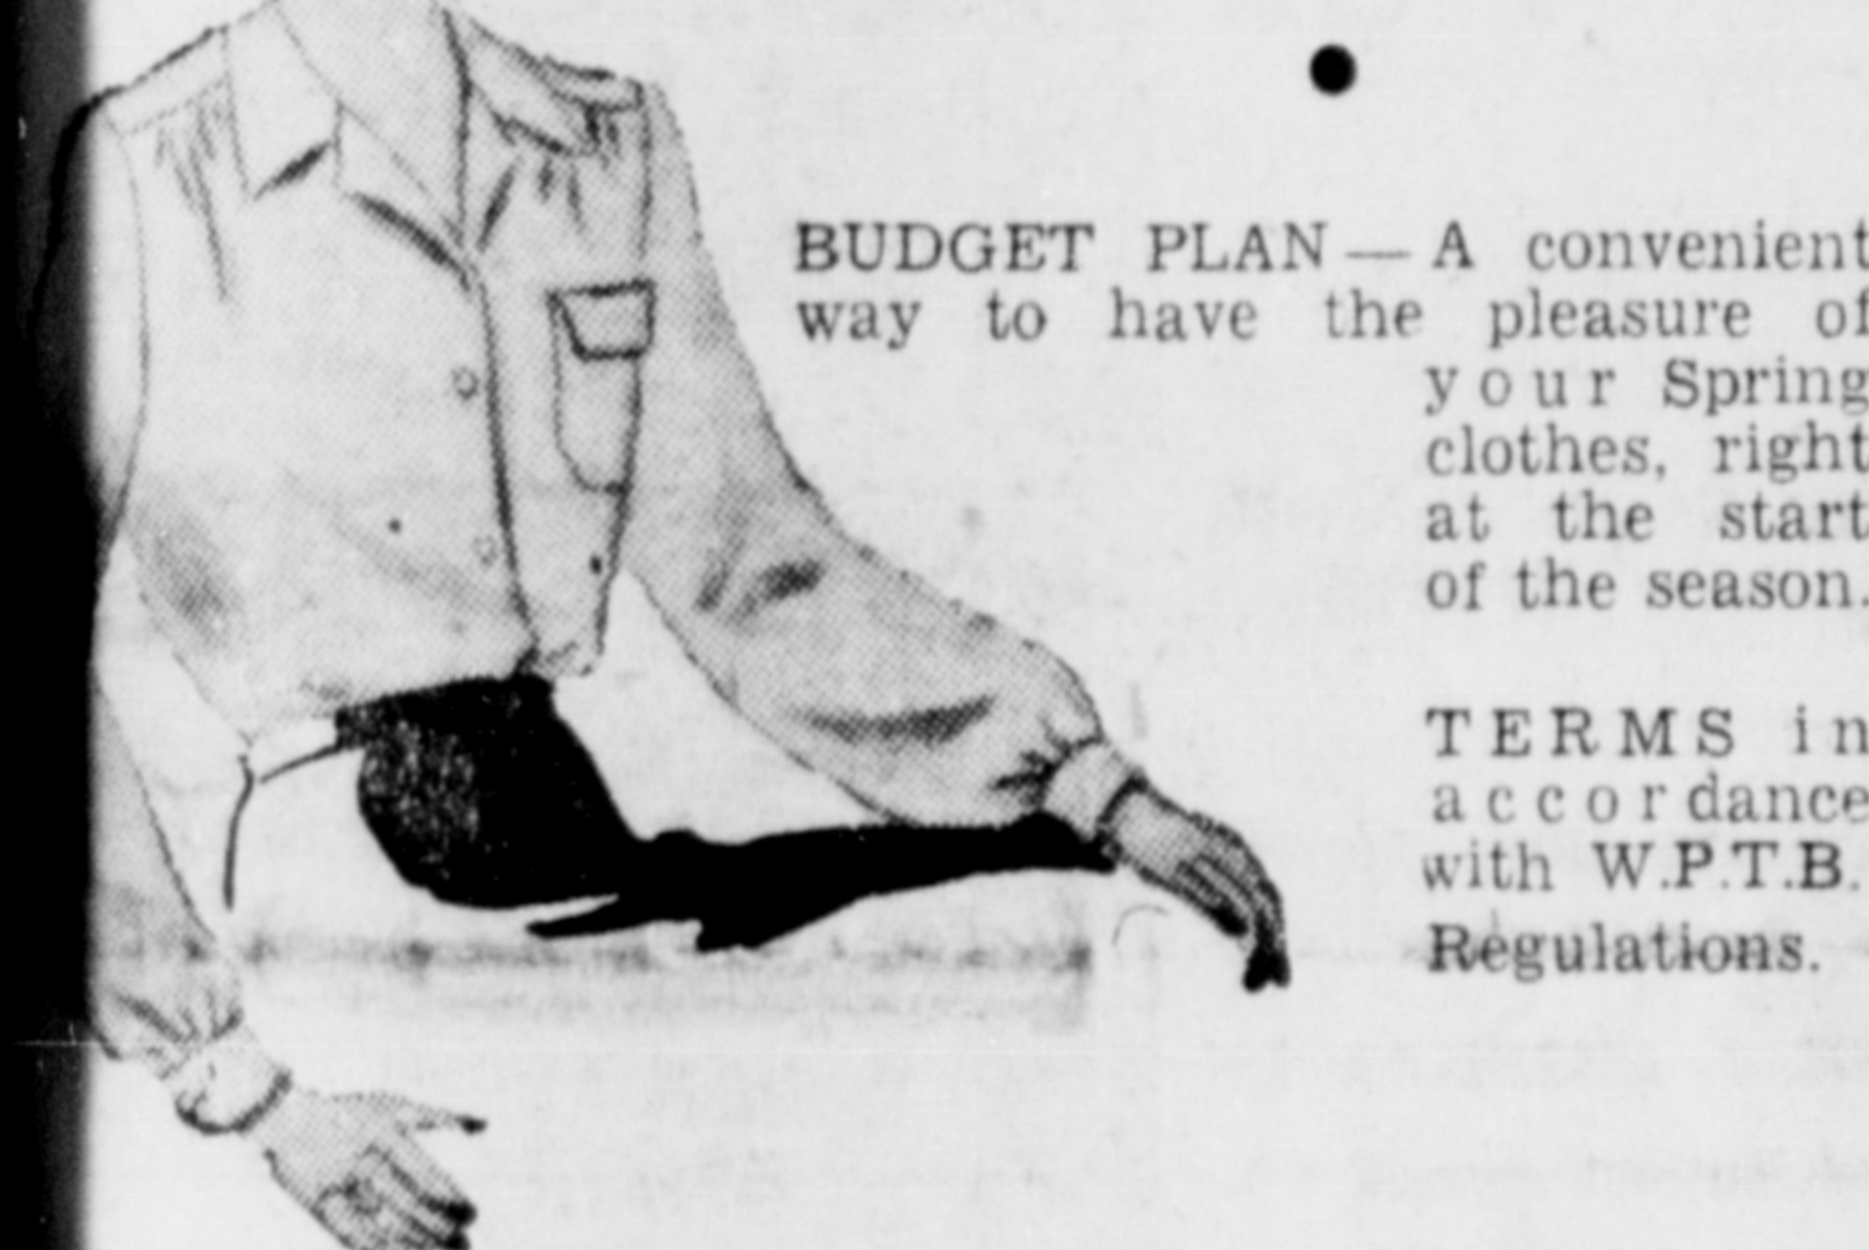 BUDGET PLAN — A convenient
way to have the pleasure of
your Spring
clothes, right
at the start
of the season.
TERMS in
accordance
with W.P.T.B.
Regulations.